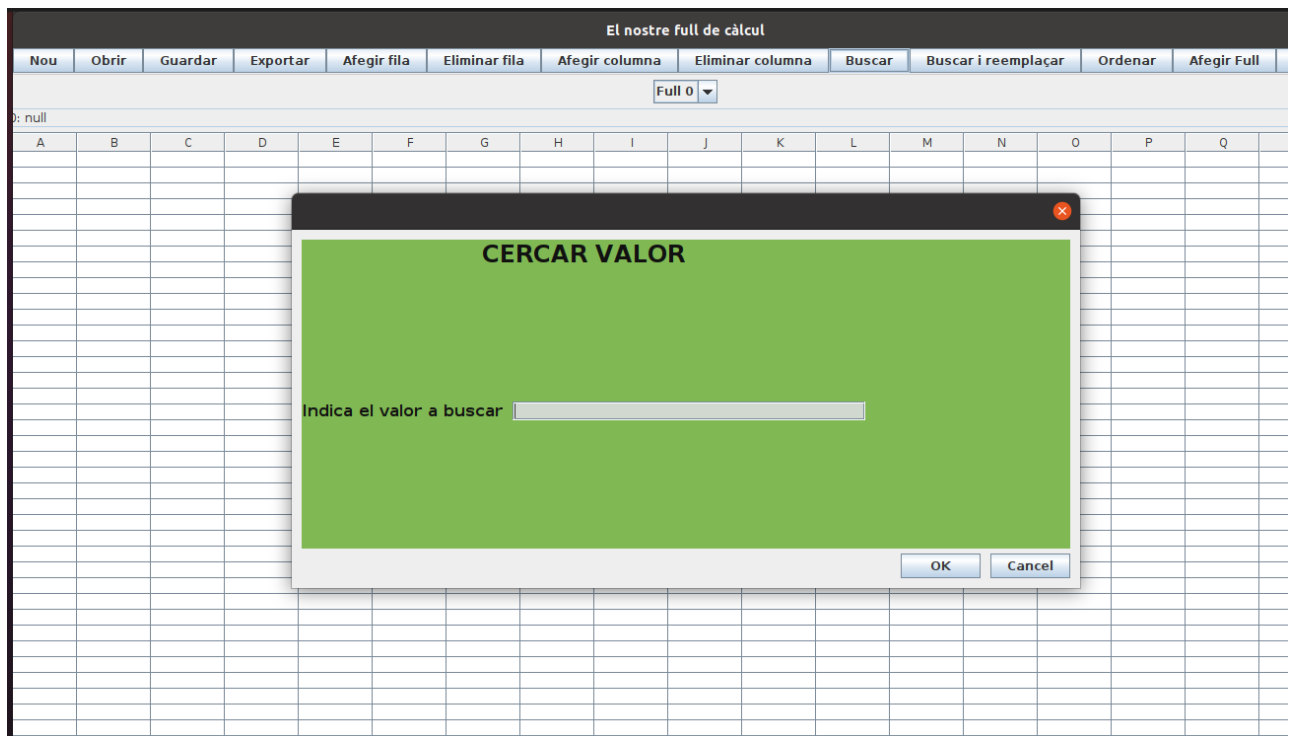 El nostre full de càlcul
Nou Obrir Guardar Exportar Afegir fila Eliminar fila Afegir columna Eliminar columna Buscar Buscar i reemplaçar Ordenar Afegir Full
Full 0
0: null
A B C D E F G H I J K L M N O P Q
CERCAR VALOR
Indica el valor a buscar
OK Cancel